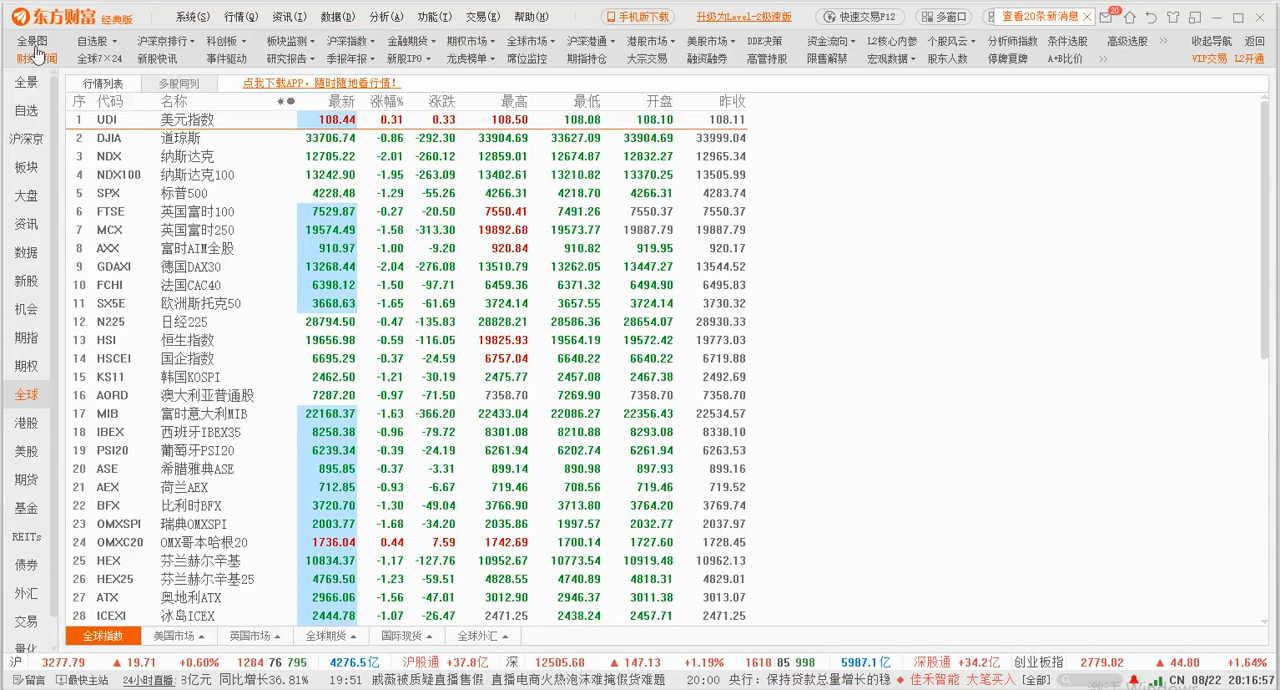 东方财富 经典版 系统(S) 行情(Q) 资讯(I) 数据(D) 分析(A) 功能(T) 交易(E) 帮助(H) 手机版下载 升级为Level-2极速版 快速交易F12 多窗口 查看20条新消息 20
全景图 自选股 沪深京排行 科创板 板块监测 沪深指数 金融期货 期权市场 全球市场 沪深港通 港股市场 美股市场 DDE决策 资金流向 L2核心内参 个股风云 分析师指数 条件选股 高级选股 收起导航 返回
全球7×24 新股快讯 事件驱动 研究报告 季报年报 新股IPO 龙虎榜单 席位监控 大宗交易 期指持仓 融资融券 高管持股 限售解禁 宏观数据 股东人数 停牌复牌 A+B比价 VIP交易 L2开通
行情列表 多股同列 点我下载APP，随时随地看行情！
全景
自选
沪深京
板块
大盘
资讯
数据
新股
机会
期指
期权
全球
港股
美股
期货
基金
REITs
债券
外汇
交易
量化
序 代码 名称 最新 涨幅% 涨跌 最高 最低 开盘 昨收
1 UDI 美元指数 108.44 0.31 0.33 108.50 108.08 108.10 108.11
2 DJIA 道琼斯 33706.74 -0.86 -292.30 33904.69 33627.09 33904.69 33999.04
3 NDX 纳斯达克 12705.22 -2.01 -260.12 12859.01 12674.87 12832.27 12965.34
4 NDX100 纳斯达克100 13242.90 -1.95 -263.09 13402.61 13210.82 13370.25 13505.99
5 SPX 标普500 4228.48 -1.29 -55.26 4266.31 4218.70 4266.31 4283.74
6 FTSE 英国富时100 7529.87 -0.27 -20.50 7550.41 7491.26 7550.37 7550.37
7 MCX 英国富时250 19574.49 -1.58 -313.30 19892.68 19573.77 19887.79 19887.79
8 AXX 富时AIM全股 910.97 -1.00 -9.20 920.84 910.82 919.95 920.17
9 GDAXI 德国DAX30 13268.44 -2.04 -276.08 13510.79 13262.05 13447.27 13544.52
10 FCHI 法国CAC40 6398.12 -1.50 -97.71 6459.36 6371.32 6494.90 6495.83
11 SX5E 欧洲斯托克50 3668.63 -1.65 -61.69 3724.14 3657.55 3724.14 3730.32
12 N225 日经225 28794.50 -0.47 -135.83 28828.21 28586.36 28654.07 28930.33
13 HSI 恒生指数 19656.98 -0.59 -116.05 19825.93 19564.19 19572.42 19773.03
14 HSCEI 国企指数 6695.29 -0.37 -24.59 6757.04 6640.22 6640.22 6719.88
15 KS11 韩国KOSPI 2462.50 -1.21 -30.19 2475.77 2457.08 2467.38 2492.69
16 AORD 澳大利亚普通股 7287.20 -0.97 -71.50 7358.70 7269.90 7358.70 7358.70
17 MIB 富时意大利MIB 22168.37 -1.63 -366.20 22433.04 22086.27 22356.43 22534.57
18 IBEX 西班牙IBEX35 8258.38 -0.96 -79.72 8301.08 8210.88 8293.08 8338.10
19 PSI20 葡萄牙PSI20 6239.34 -0.39 -24.19 6261.94 6202.74 6261.94 6263.53
20 ASE 希腊雅典ASE 895.85 -0.37 -3.31 899.14 890.98 897.93 899.16
21 AEX 荷兰AEX 712.85 -0.93 -6.67 719.46 708.56 719.46 719.52
22 BFX 比利时BFX 3720.70 -1.30 -49.04 3766.90 3713.80 3764.20 3769.74
23 OMXSPI 瑞典OMXSPI 2003.77 -1.68 -34.20 2035.86 1997.57 2032.77 2037.97
24 OMXC20 OMX哥本哈根20 1736.04 0.44 7.59 1742.69 1700.14 1727.60 1728.45
25 HEX 芬兰赫尔辛基 10834.37 -1.17 -127.76 10952.67 10773.54 10919.48 10962.13
26 HEX25 芬兰赫尔辛基25 4769.50 -1.23 -59.51 4828.55 4740.89 4818.31 4829.01
27 ATX 奥地利ATX 2966.06 -1.56 -47.01 3012.90 2946.37 3011.38 3013.07
28 ICEXI 冰岛ICEX 2444.78 -1.07 -26.47 2471.25 2438.24 2457.71 2471.25
全球指数 美国市场 英国市场 全球期货 国际现货 全球外汇
沪 3277.79 ▲ 19.71 +0.60% 1284 76 795 4276.5亿 沪股通 +37.8亿 深 12505.68 ▲ 147.13 +1.19% 1618 85 998 5987.1亿 深股通 +34.2亿 创业板指 2779.02 ▲ 44.80 +1.64%
留言 最快主站 24小时直播: 8亿元 同比增长36.81% 19:51 斌薇被质疑直播售假 直播电商火热泡沫难掩假货难题 20:00 央行：保持贷款总量增长的稳 佳禾智能 大笔买入 [全部] CN 08/22 20:16:57